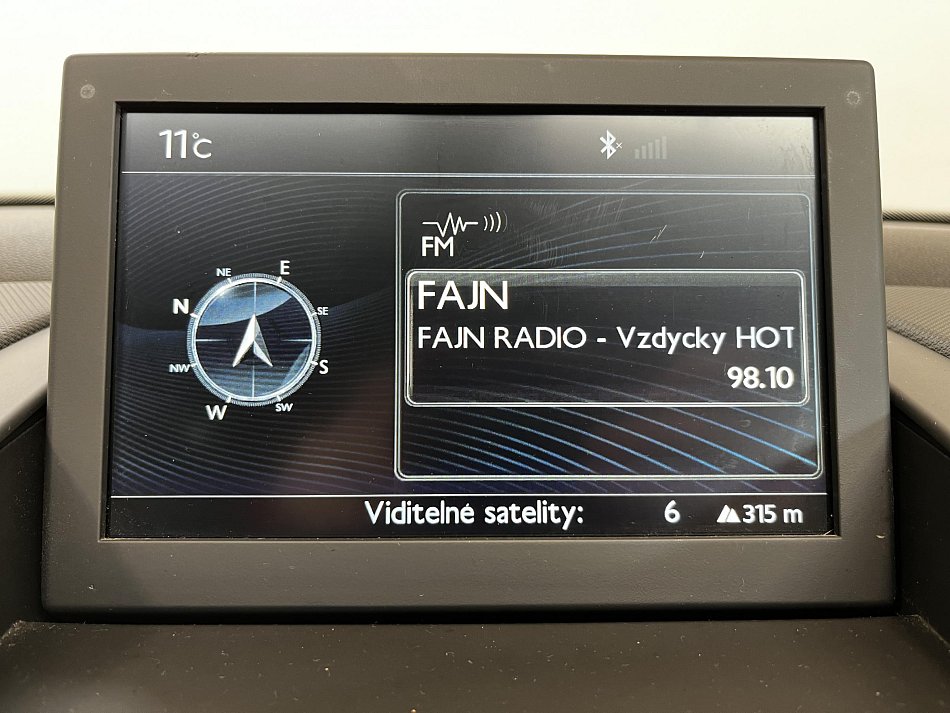 11°C
FM
FAJN
FAJN RADIO - Vzdycky HOT
98.10
NE
E
N
SE
NW
S
W
SW
Viditelné satelity: 6 315 m